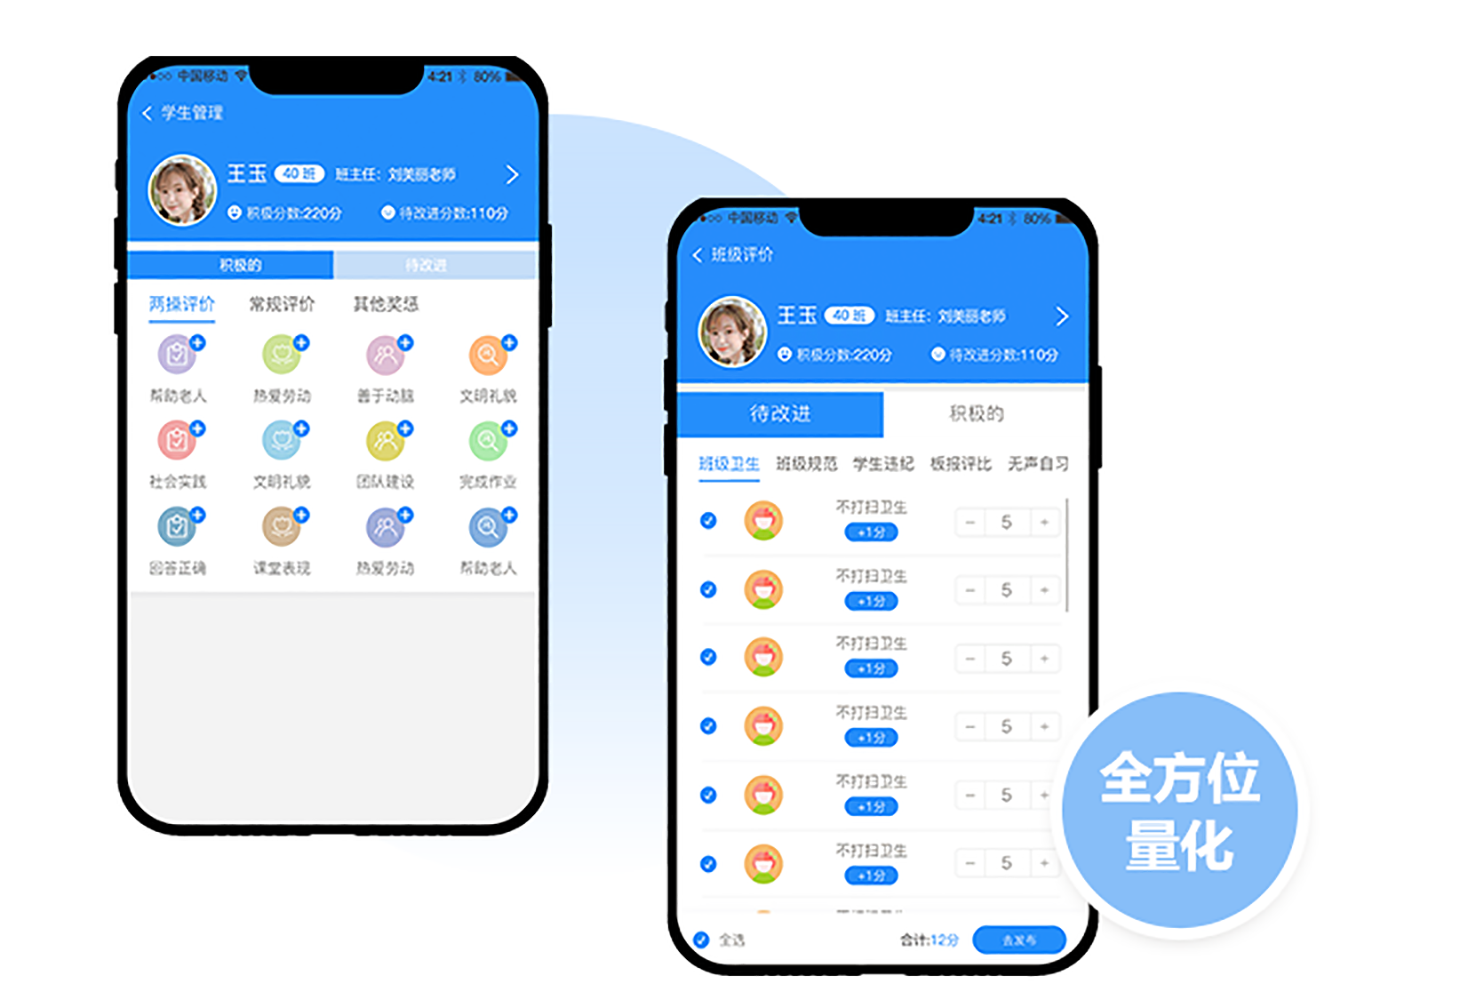 中国移动 4:21 80%
学生管理
王玉 40班 班主任：刘美丽老师
积极分数:220分 待改进分数:110分
积极的 待改进
两操评价 常规评价 其他奖惩
帮助老人 热爱劳动 善于动脑 文明礼貌
社会实践 文明礼貌 团队建设 完成作业
回答正确 课堂表现 热爱劳动 帮助老人
中国移动 4:21 80%
班级评价
王玉 40班 班主任：刘美丽老师
积极分数:220分 待改进分数:110分
待改进 积极的
班级卫生 班级规范 学生违纪 板报评比 无声自习
不打扫卫生
+1分 − 5 +
不打扫卫生
+1分 − 5 +
不打扫卫生
+1分 − 5 +
不打扫卫生
+1分 − 5 +
不打扫卫生
+1分 − 5 +
不打扫卫生
+1分 − 5 +
全选 合计:12分 去发布
全方位
量化